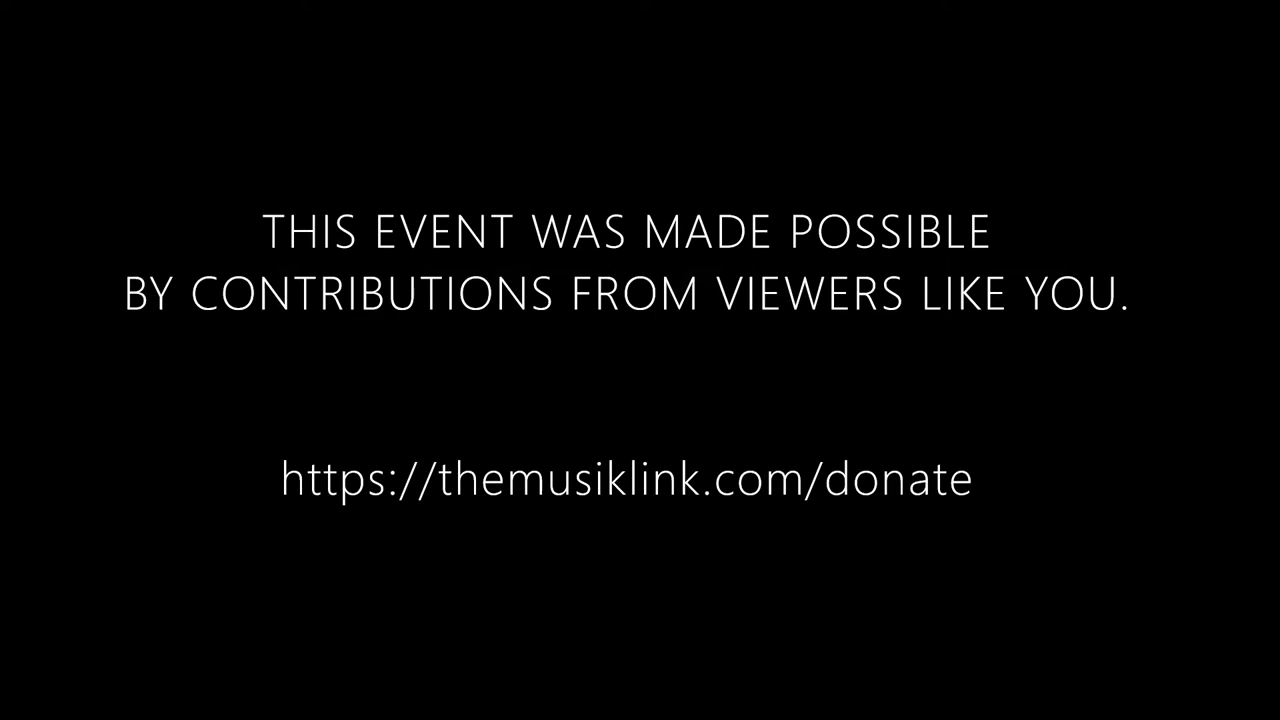 THIS EVENT WAS MADE POSSIBLE
BY CONTRIBUTIONS FROM VIEWERS LIKE YOU.
https://themusiklink.com/donate